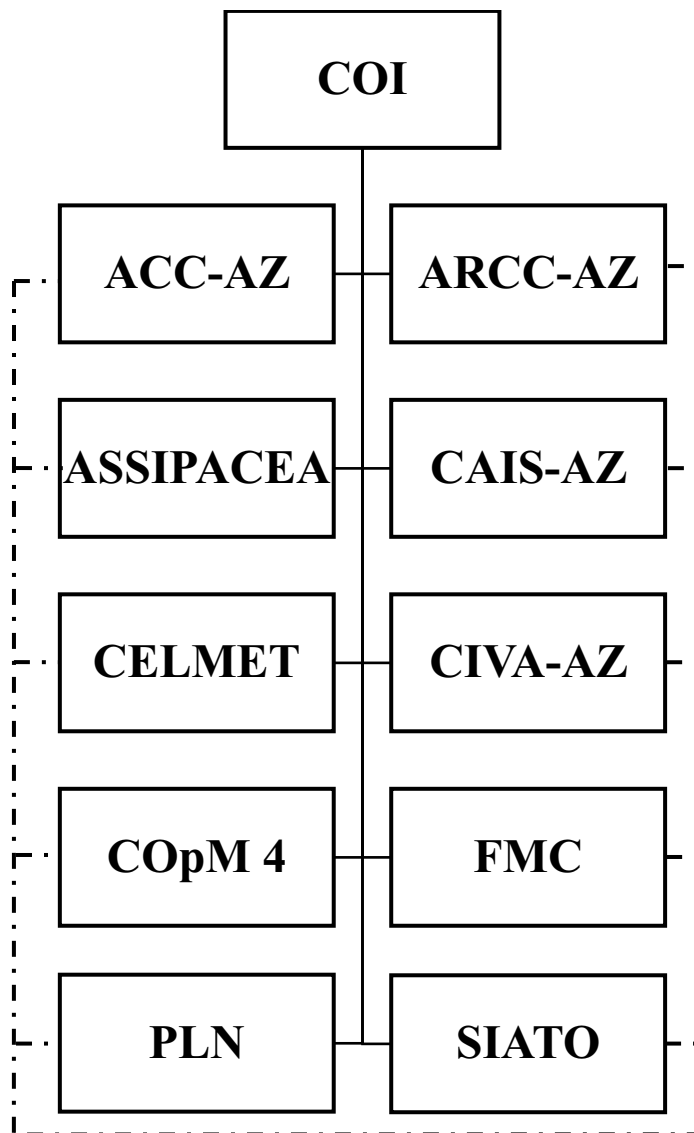 COI
ACC-AZ
ARCC-AZ
ASSIPACEA
CAIS-AZ
CELMET
CIVA-AZ
COpM 4
FMC
PLN
SIATO